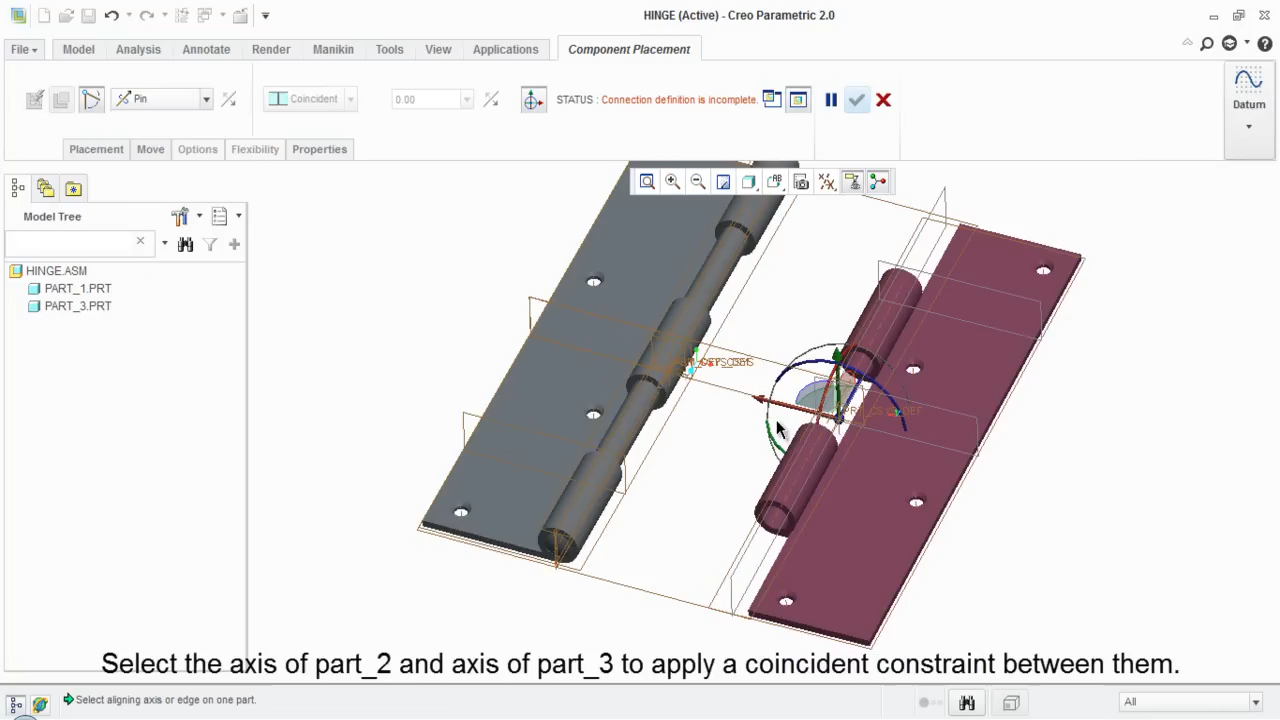 HINGE (Active) - Creo Parametric 2.0
File
Model
Analysis
Annotate
Render
Manikin
Tools
View
Applications
Component Placement
Pin
Coincident
0.00
STATUS : Connection definition is incomplete.
Datum
Placement
Move
Options
Flexibility
Properties
Model Tree
HINGE.ASM
PART_1.PRT
PART_3.PRT
Select the axis of part_2 and axis of part_3 to apply a coincident constraint between them.
Select aligning axis or edge on one part.
All